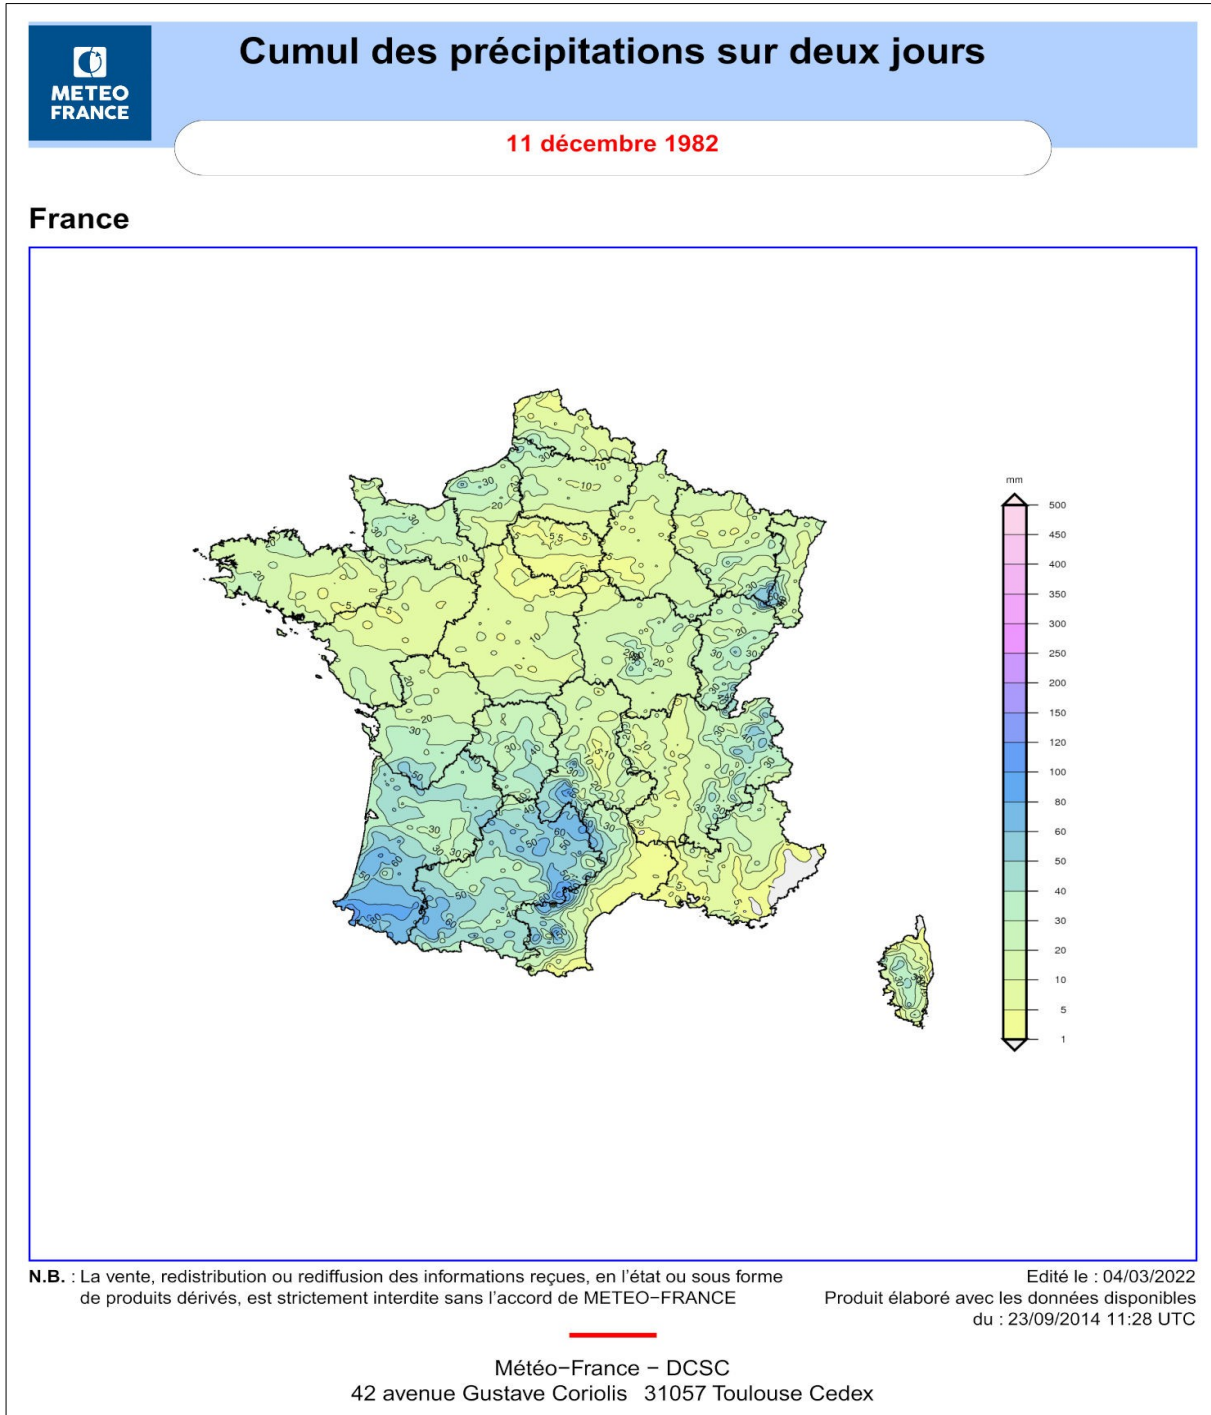 Cumul des précipitations sur deux jours
METEO
FRANCE
11 décembre 1982
France
mm
500
450
400
350
300
250
200
150
120
100
80
60
50
40
30
20
10
5
1
N.B. : La vente, redistribution ou rediffusion des informations reçues, en l'état ou sous forme
de produits dérivés, est strictement interdite sans l'accord de METEO−FRANCE
Edité le : 04/03/2022
Produit élaboré avec les données disponibles
du : 23/09/2014 11:28 UTC
Météo−France − DCSC
42 avenue Gustave Coriolis 31057 Toulouse Cedex